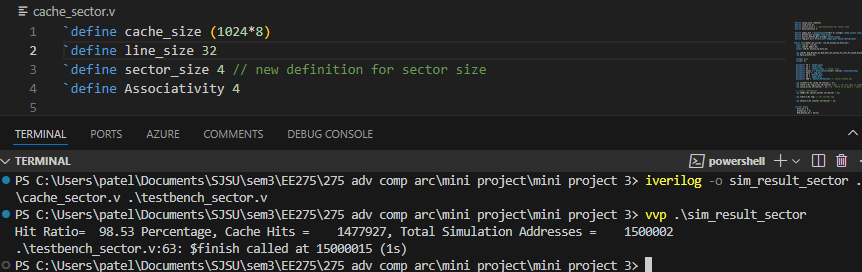 cache_sector.v
1 `define cache_size (1024*8)
2 `define line_size 32
3 `define sector_size 4 // new definition for sector size
4 `define Associativity 4
5
TERMINAL PORTS AZURE COMMENTS DEBUG CONSOLE
TERMINAL powershell
PS C:\Users\patel\Documents\SJSU\sem3\EE275\275 adv comp arc\mini project\mini project 3> iverilog -o sim_result_sector .
\cache_sector.v .\testbench_sector.v
PS C:\Users\patel\Documents\SJSU\sem3\EE275\275 adv comp arc\mini project\mini project 3> vvp .\sim_result_sector
Hit Ratio=  98.53 Percentage, Cache Hits =    1477927, Total Simulation Addresses =    1500002
.\testbench_sector.v:63: $finish called at 15000015 (1s)
PS C:\Users\patel\Documents\SJSU\sem3\EE275\275 adv comp arc\mini project\mini project 3>